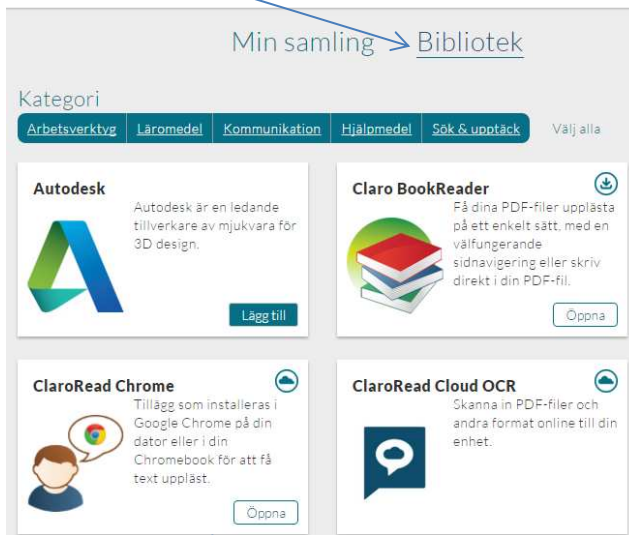 Min samling Bibliotek
Kategori
Arbetsverktyg Läromedel Kommunikation Hjälpmedel Sök & upptäck Välj alla
Autodesk
Autodesk är en ledande
tillverkare av mjukvara för
3D design.
Lägg till
Claro BookReader
Få dina PDF-filer upplästa
på ett enkelt sätt, med en
välfungerande
sidnavigering eller skriv
direkt i din PDF-fil.
Öppna
ClaroRead Chrome
Tillägg som installeras i
Google Chrome på din
dator eller i din
Chromebook för att få
text uppläst.
Öppna
ClaroRead Cloud OCR
Skanna in PDF-filer och
andra format online till din
enhet.